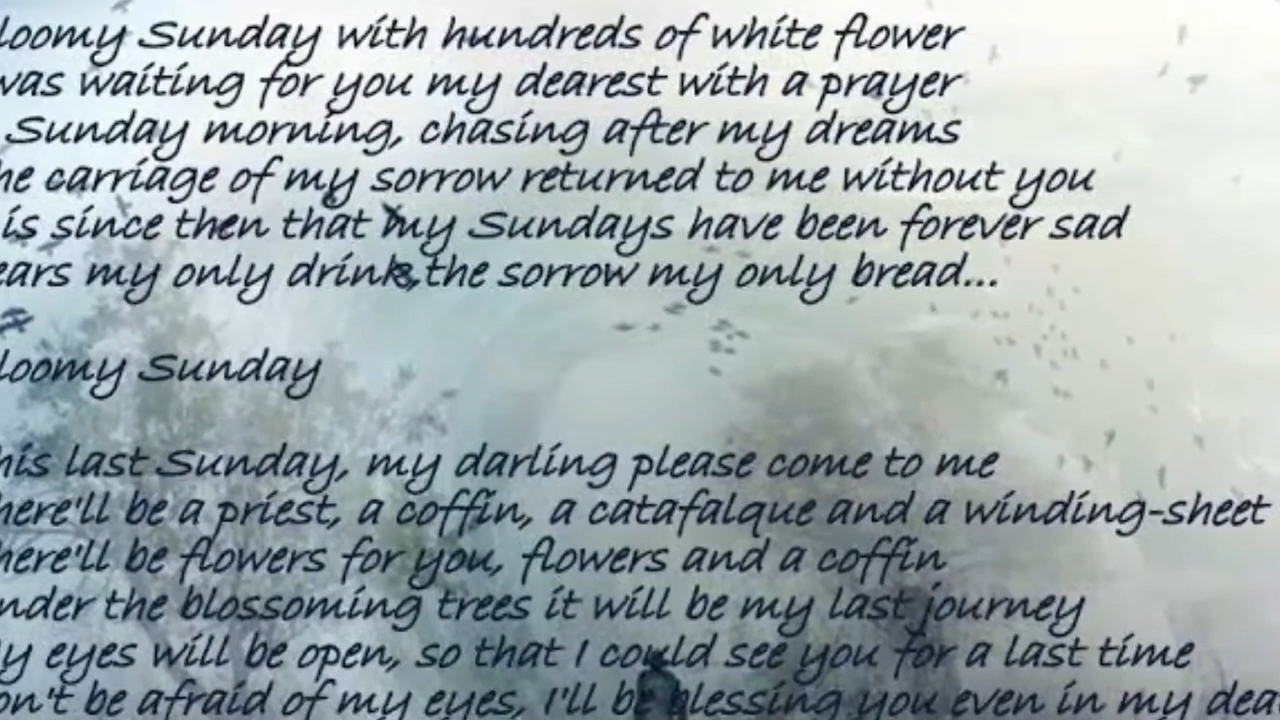 loomy Sunday with hundreds of white flower
was waiting for you my dearest with a prayer
Sunday morning, chasing after my dreams
he carriage of my sorrow returned to me without you
is since then that my Sundays have been forever sad
ears my only drink, the sorrow my only bread...
loomy Sunday
his last Sunday, my darling please come to me
here'll be a priest, a coffin, a catafalque and a winding-sheet
here'll be flowers for you, flowers and a coffin
nder the blossoming trees it will be my last journey
y eyes will be open, so that I could see you for a last time
on't be afraid of my eyes, I'll be blessing you even in my dea